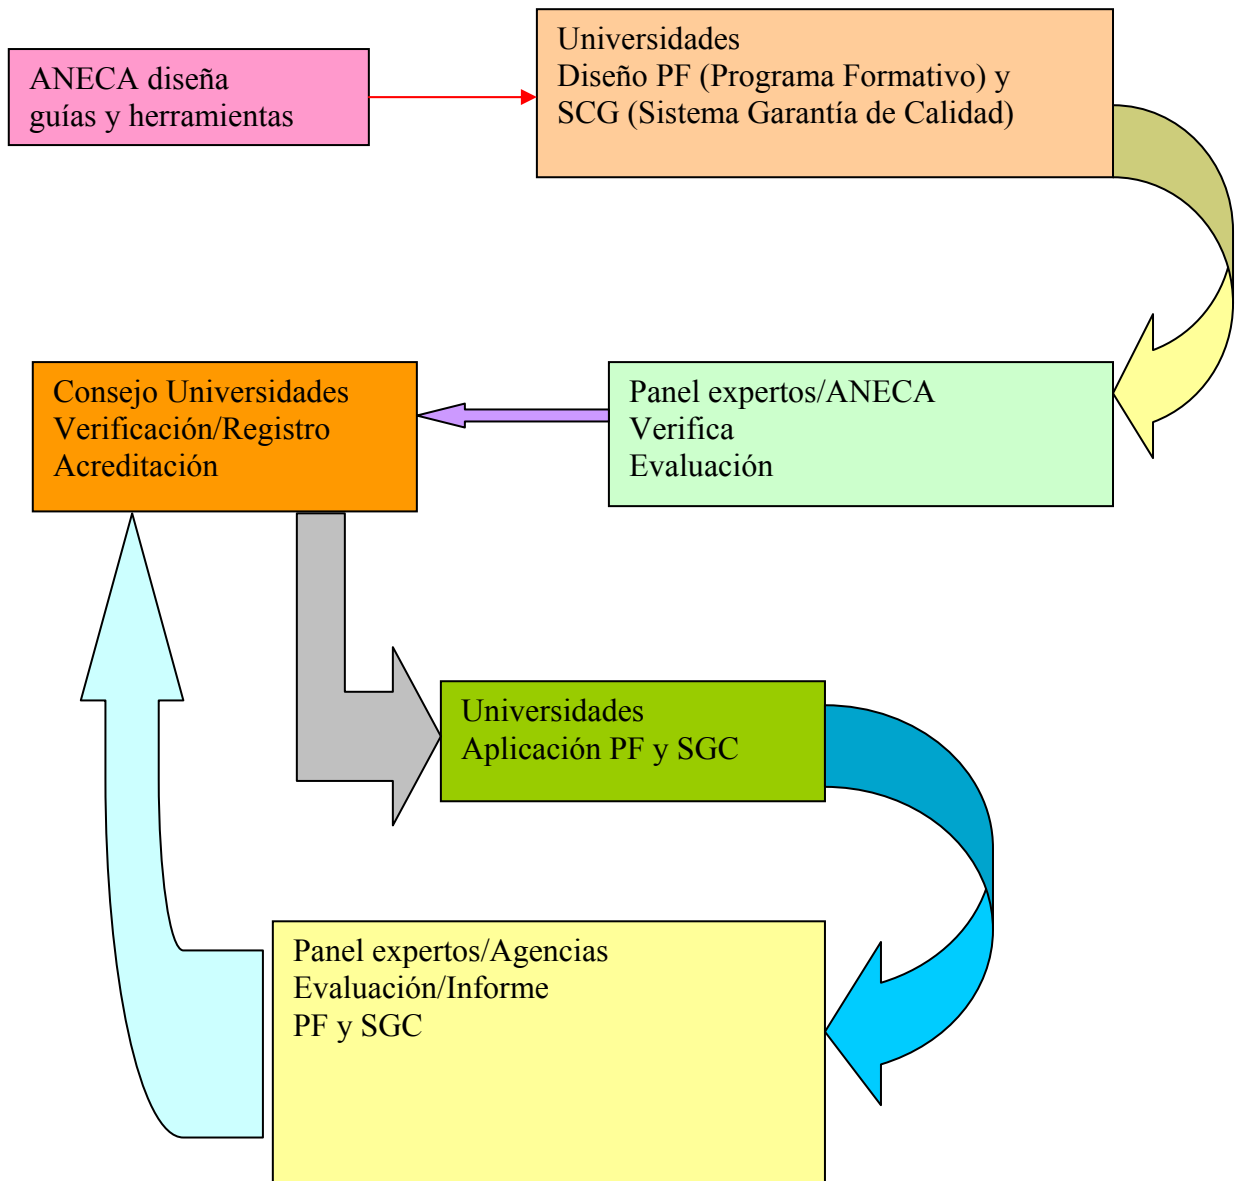 ANECA diseña
guías y herramientas
Universidades
Diseño PF (Programa Formativo) y
SCG (Sistema Garantía de Calidad)
Consejo Universidades
Verificación/Registro
Acreditación
Panel expertos/ANECA
Verifica
Evaluación
Universidades
Aplicación PF y SGC
Panel expertos/Agencias
Evaluación/Informe
PF y SGC